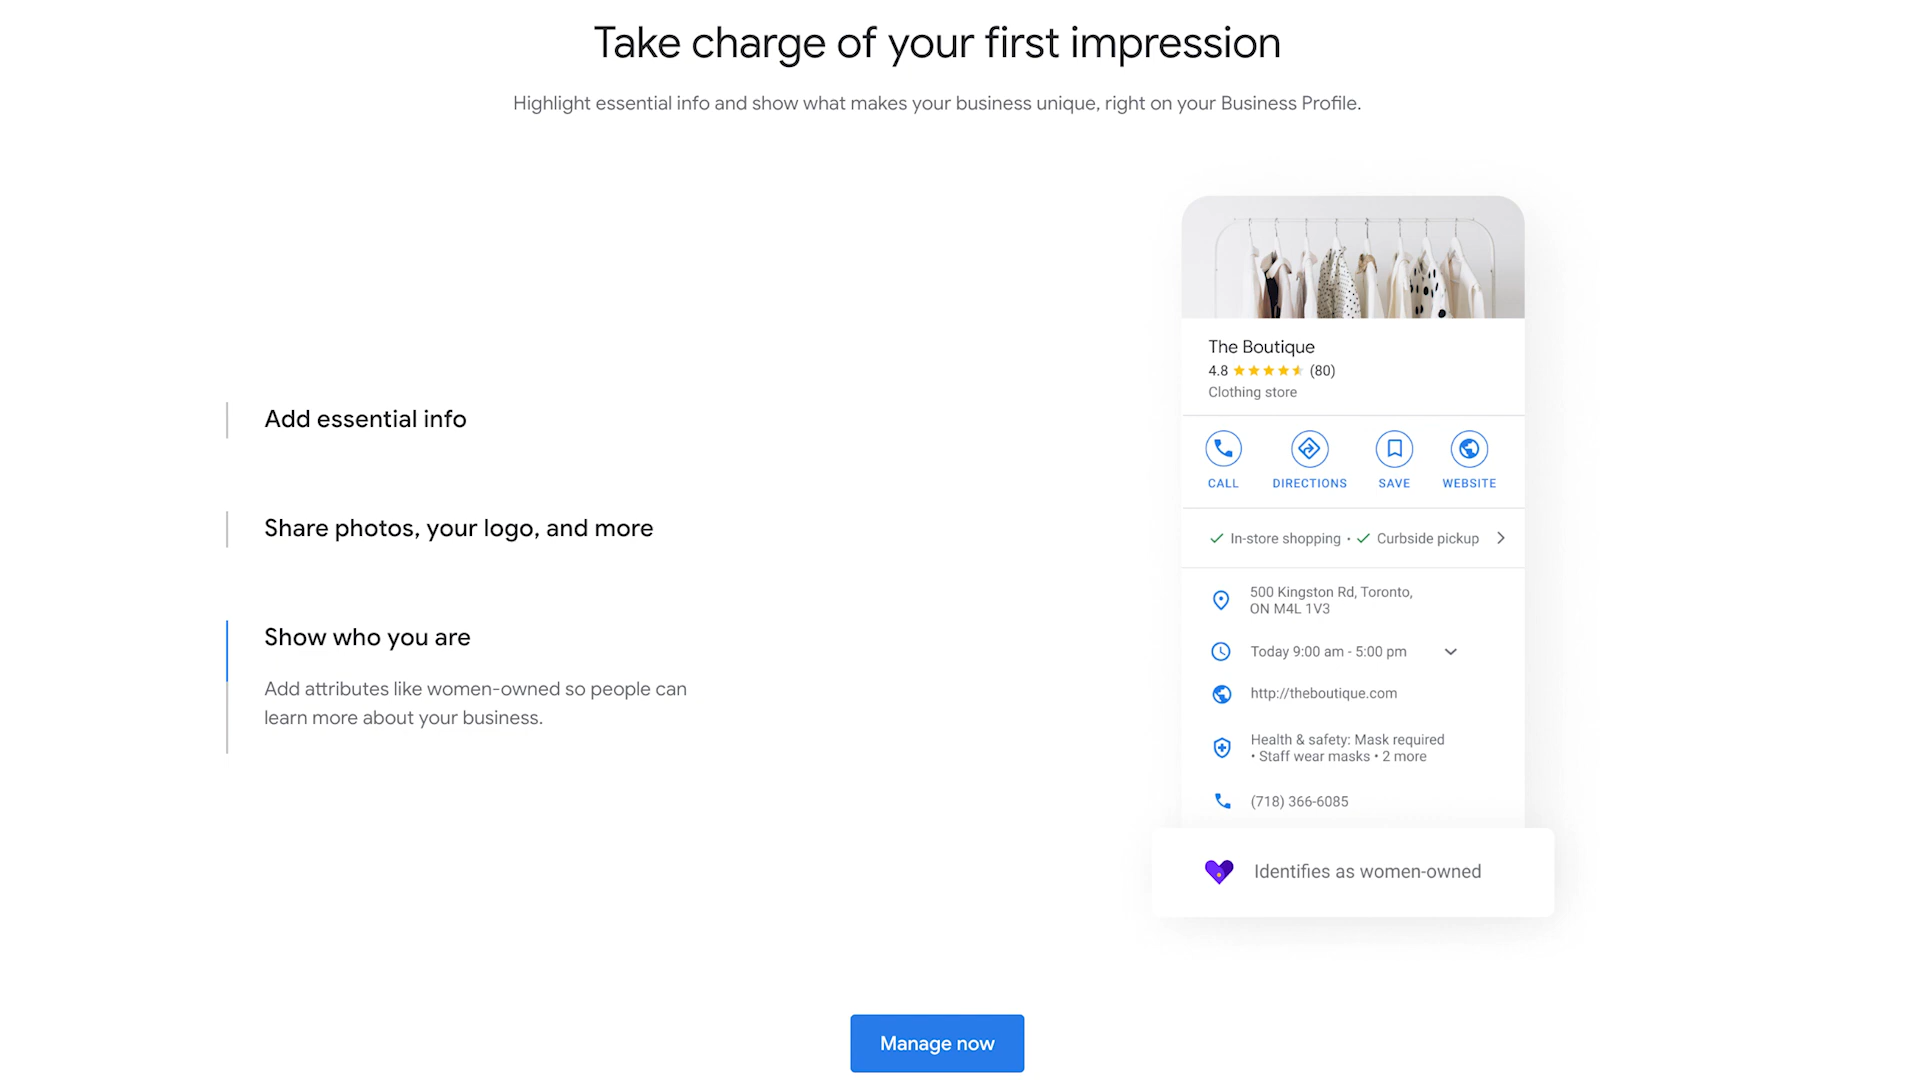 Take charge of your first impression
Highlight essential info and show what makes your business unique, right on your Business Profile.
Add essential info
Share photos, your logo, and more
Show who you are
Add attributes like women-owned so people can
learn more about your business.
The Boutique
4.8 (80)
Clothing store
CALL DIRECTIONS SAVE WEBSITE
In-store shopping • Curbside pickup
500 Kingston Rd, Toronto,
ON M4L 1V3
Today 9:00 am - 5:00 pm
http://theboutique.com
Health & safety: Mask required
• Staff wear masks • 2 more
(718) 366-6085
Identifies as women-owned
Manage now